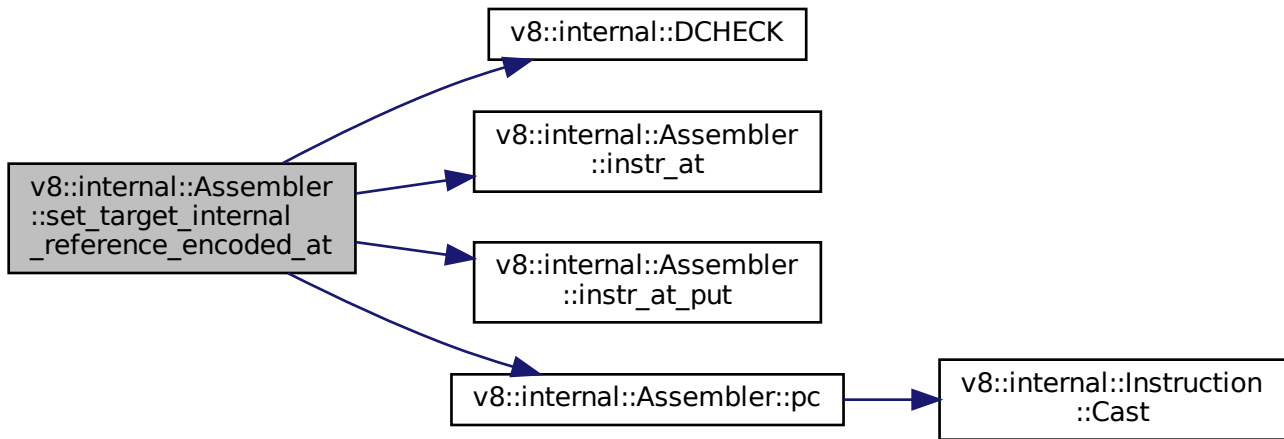 v8::internal::Assembler
::set_target_internal
_reference_encoded_at
v8::internal::DCHECK
v8::internal::Assembler
::instr_at
v8::internal::Assembler
::instr_at_put
v8::internal::Assembler::pc
v8::internal::Instruction
::Cast